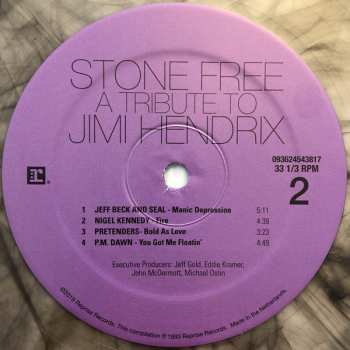 STONE FREE
A TRIBUTE TO
JIMI HENDRIX
093624543817
33 1/3 RPM
2
1 JEFF BECK AND SEAL - Manic Depression 5:11
2 NIGEL KENNEDY - Fire 4:39
3 PRETENDERS - Bold As Love 3:23
4 P.M. DAWN - You Got Me Floatin' 4:49
Executive Producers: Jeff Gold, Eddie Kramer,
John McDermott, Michael Ostin
©2019 Reprise Records. This compilation ℗ 1993 Reprise Records. Made in the Netherlands.